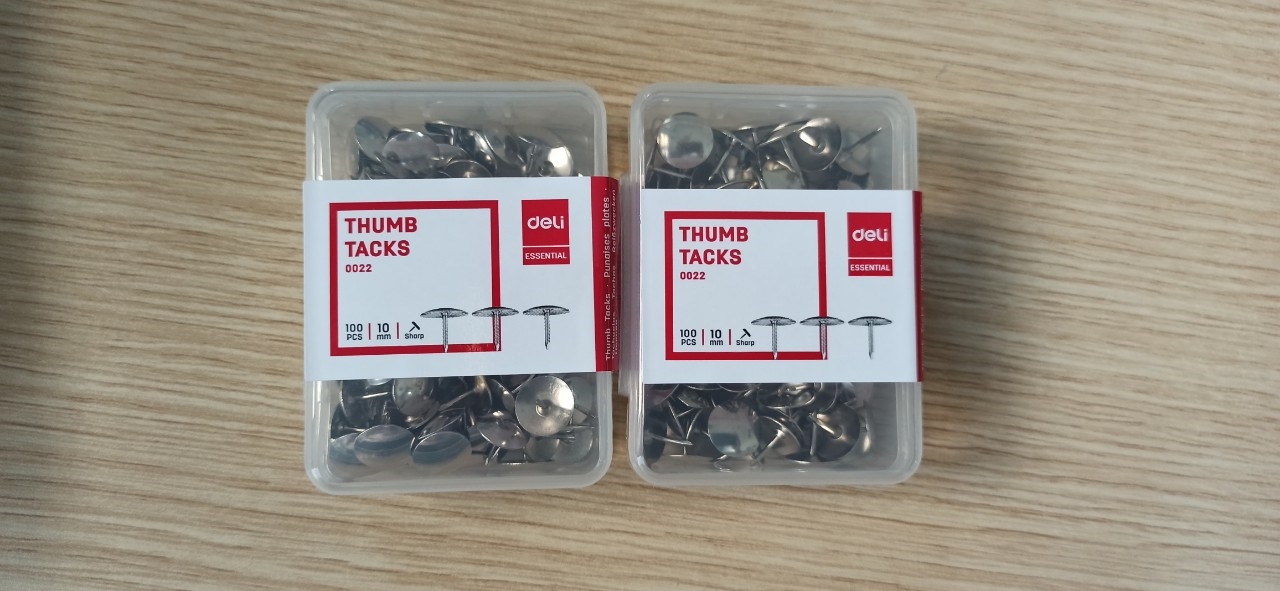 THUMB
TACKS
0022
100
PCS
10
mm
Sharp
deli
ESSENTIAL
Thumb Tacks · Punaises plates ·
THUMB
TACKS
0022
100
PCS
10
mm
Sharp
deli
ESSENTIAL